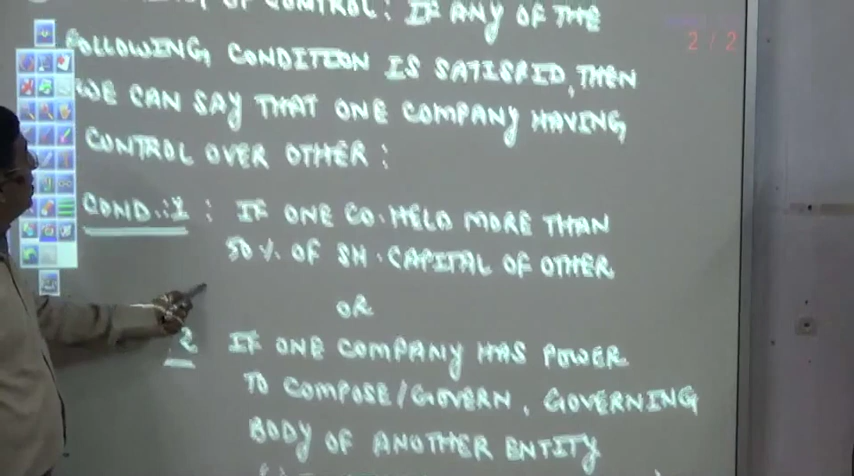 OF CONTROL : IF ANY OF THE
2 / 2
FOLLOWING, CONDITION IS SATISFID, THEN
WE CAN SAY THAT ONE COMPANY HAVING
CONTROL OVER OTHER :
COND.:1 : IF ONE CO. HELD MORE THAN
50 %. OF SH. CAPITAL OF OTHER
OR
2 IF ONE COMPANY HAS POWER
TO COMPOSE/GOVERN, GOVERNING
BODY OF ANOTHER ENTITY